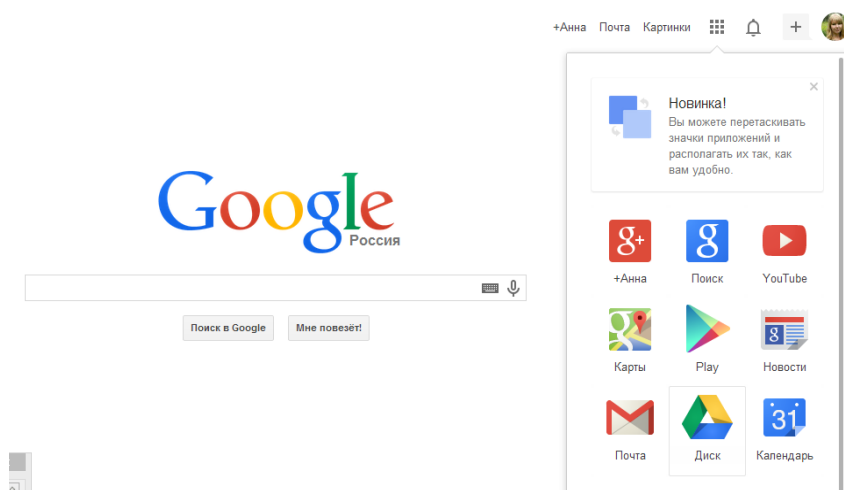 +Анна Почта Картинки
Новинка!
Вы можете перетаскивать
значки приложений и
располагать их так, как
вам удобно.
Google
Россия
Поиск в Google Мне повезёт!
+Анна Поиск YouTube
Карты Play Новости
31
Почта Диск Календарь